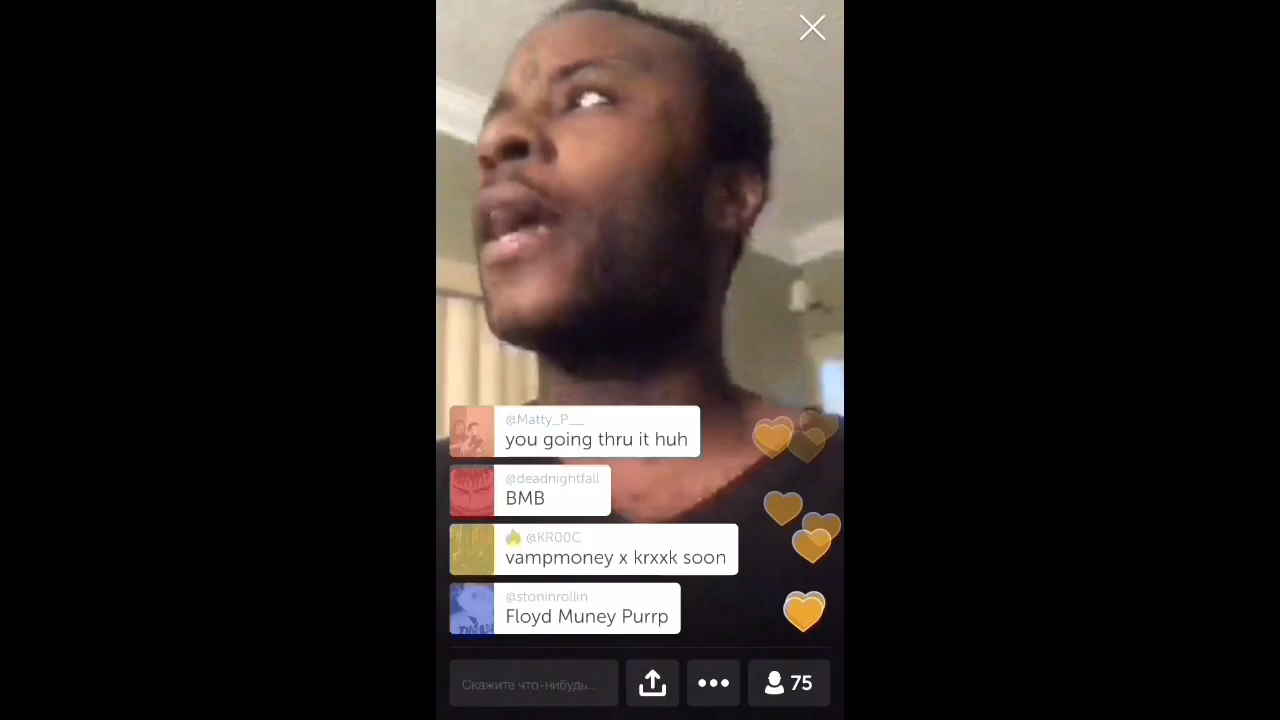 @Matty_P__
you going thru it huh
@deadnightfall
BMB
@KR00C
vampmoney x krxxk soon
@stoninrollin
Floyd Muney Purrp
Скажите что-нибудь...
75